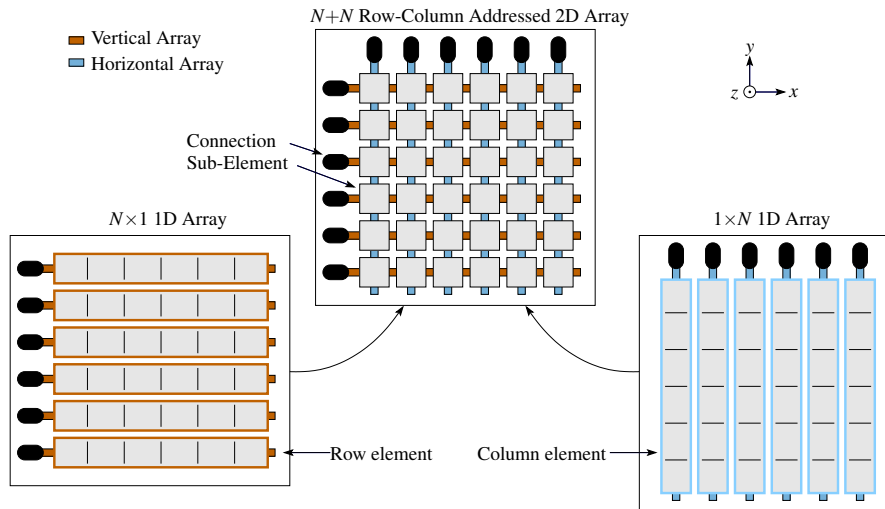 N+N Row-Column Addressed 2D Array
Vertical Array
Horizontal Array
y
z
x
Connection
Sub-Element
N×1 1D Array
1×N 1D Array
Row element
Column element